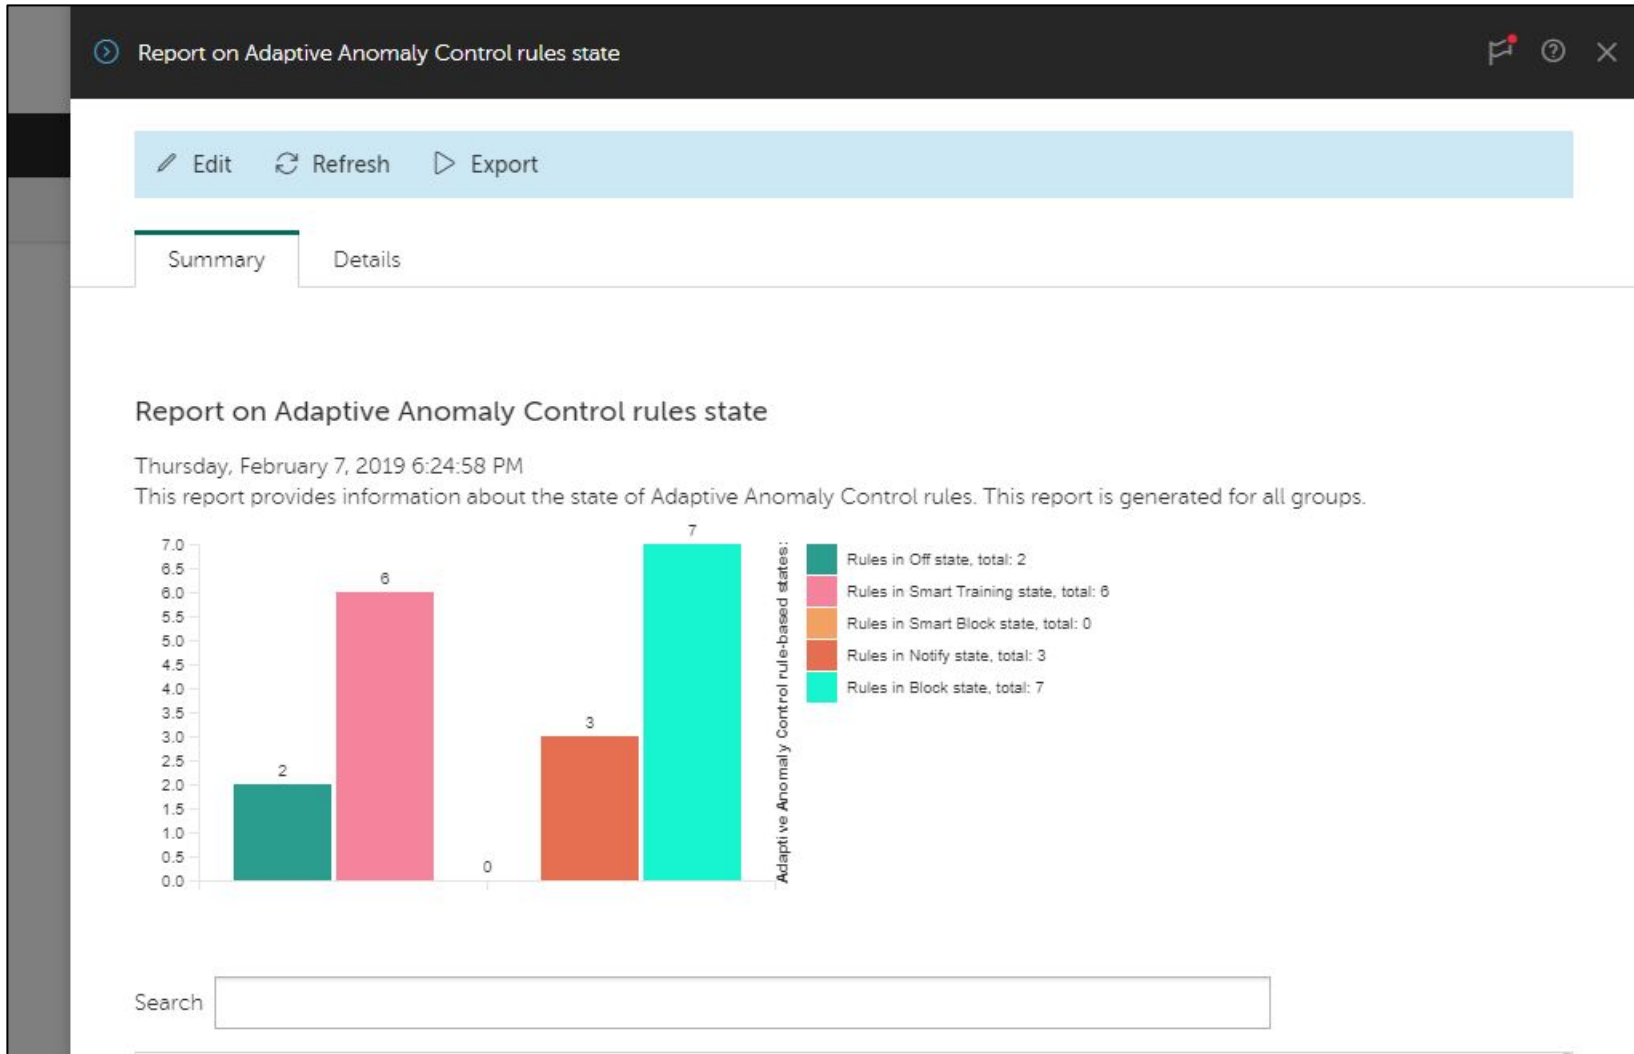 Report on Adaptive Anomaly Control rules state
Edit Refresh Export
Summary Details
Report on Adaptive Anomaly Control rules state
Thursday, February 7, 2019 6:24:58 PM
This report provides information about the state of Adaptive Anomaly Control rules. This report is generated for all groups.
7.0
6.5
6.0
5.5
5.0
4.5
4.0
3.5
3.0
2.5
2.0
1.5
1.0
0.5
0.0
2
6
0
3
7
Adaptive Anomaly Control rule-based states:
Rules in Off state, total: 2
Rules in Smart Training state, total: 6
Rules in Smart Block state, total: 0
Rules in Notify state, total: 3
Rules in Block state, total: 7
Search